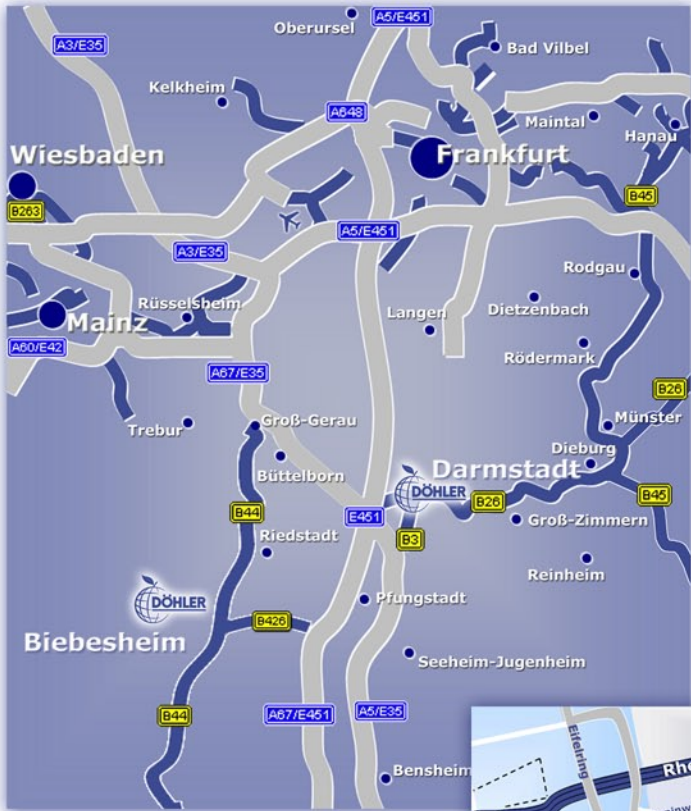 Oberursel
A5/E451
A3/E35
Bad Vilbel
Kelkheim
A648
Maintal
Hanau
Wiesbaden
Frankfurt
B263
B45
A5/E451
A3/E35
Rodgau
Rüsselsheim
Langen
Dietzenbach
Mainz
A60/E42
Rödermark
A67/E35
B26
Trebur
Groß-Gerau
Münster
Büttelborn
Dieburg
Darmstadt
DÖHLER
B26
B45
B44
E451
Groß-Zimmern
Riedstadt
B3
Reinheim
DÖHLER
Pfungstadt
Biebesheim
B426
Seeheim-Jugenheim
B44
A67/E451
A5/E35
Eifelring
Bensheim
Rhe